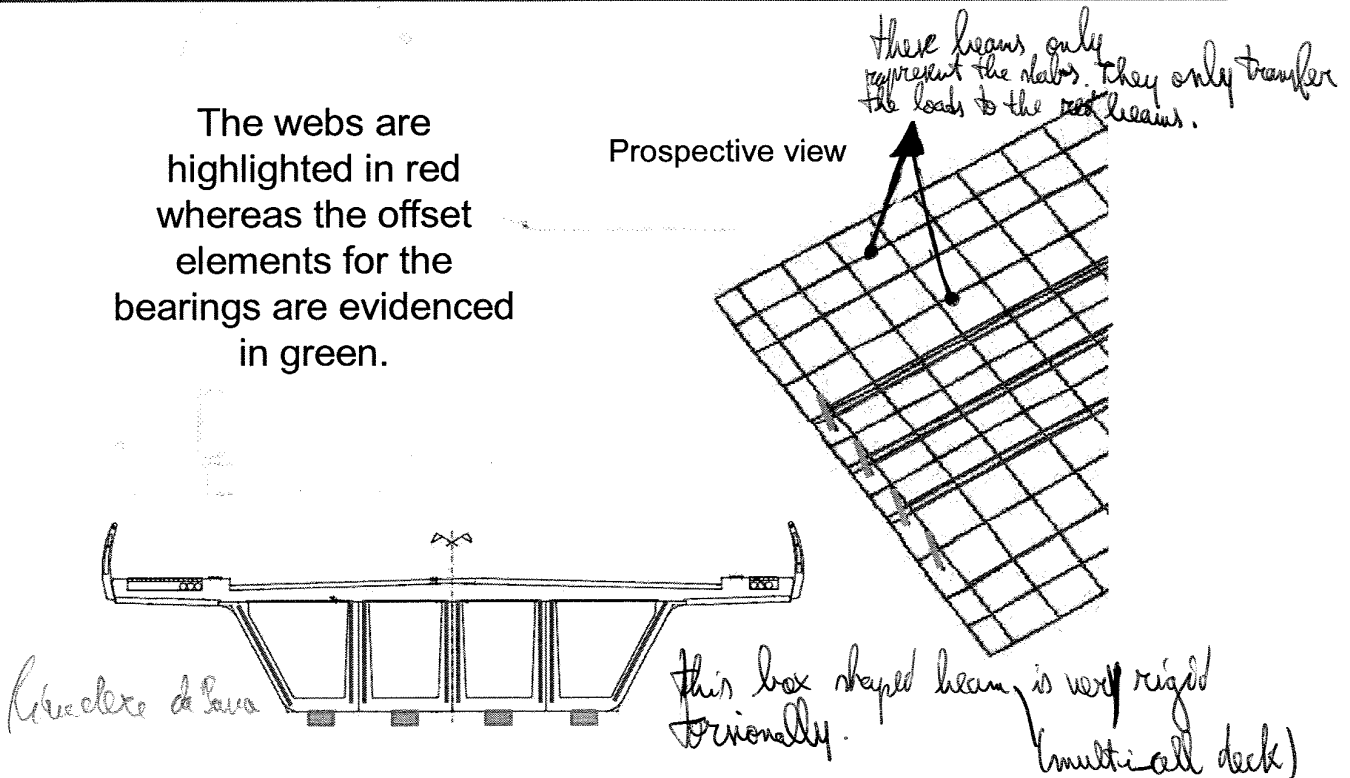 these beams only
represent the slabs. They only transfer
the loads to the rest beams.
The webs are
highlighted in red
whereas the offset
elements for the
bearings are evidenced
in green.
Prospective view
this box shaped beam is very rigid
torsionally.
(multi-cell deck)